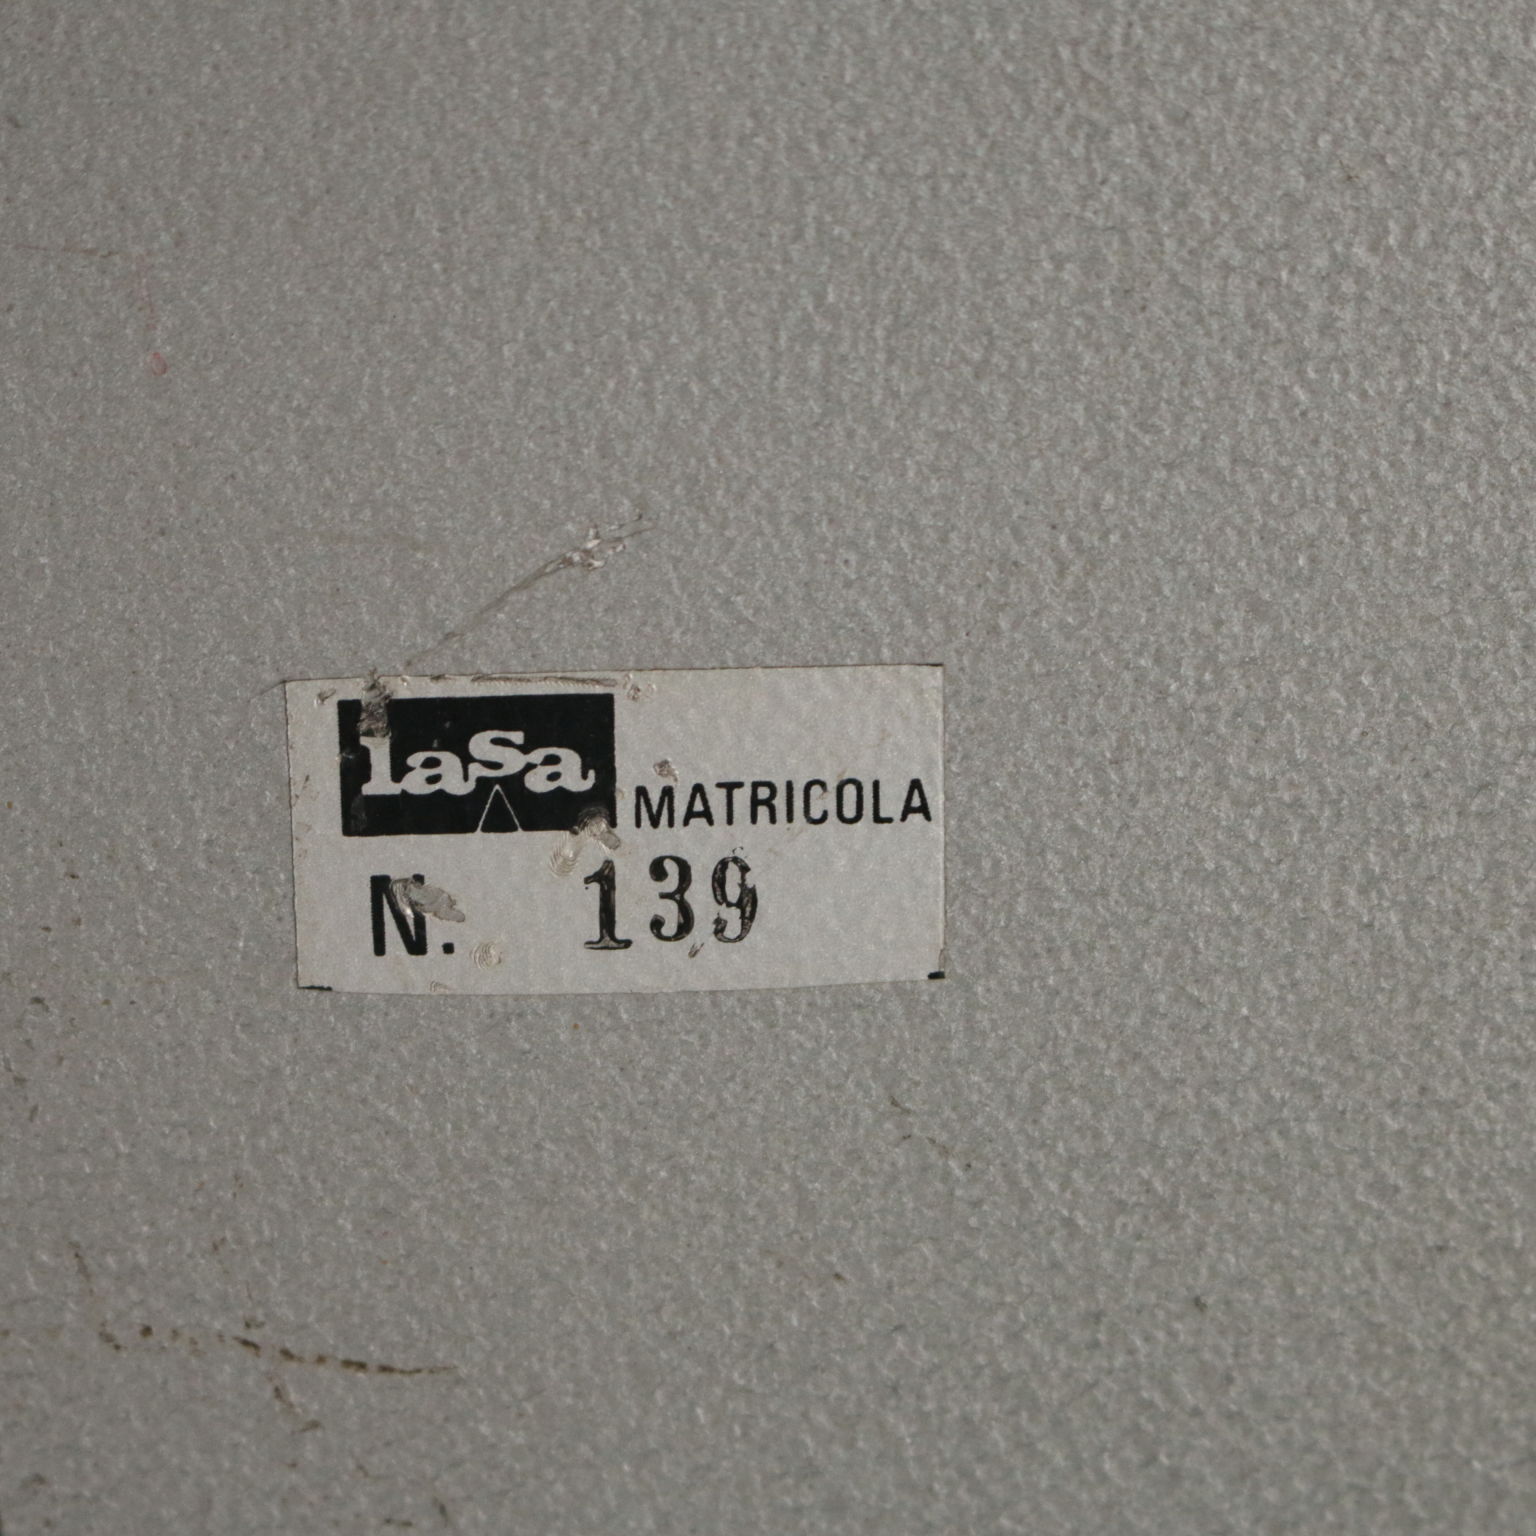 lasa MATRICOLA
N. 139